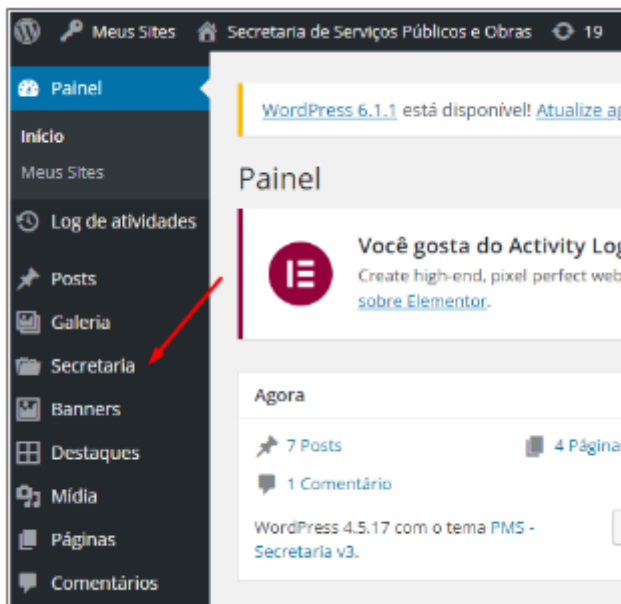 Meus Sites Secretaria de Serviços Públicos e Obras 19
Painel
Início
Meus Sites
Log de atividades
Posts
Galeria
Secretaria
Banners
Destaques
Mídia
Páginas
Comentários
WordPress 6.1.1 está disponível! Atualize ag
Painel
Você gosta do Activity Log
Create high-end, pixel perfect web
sobre Elementor.
Agora
7 Posts 4 Página
1 Comentário
WordPress 4.5.17 com o tema PMS -
Secretaria v3.